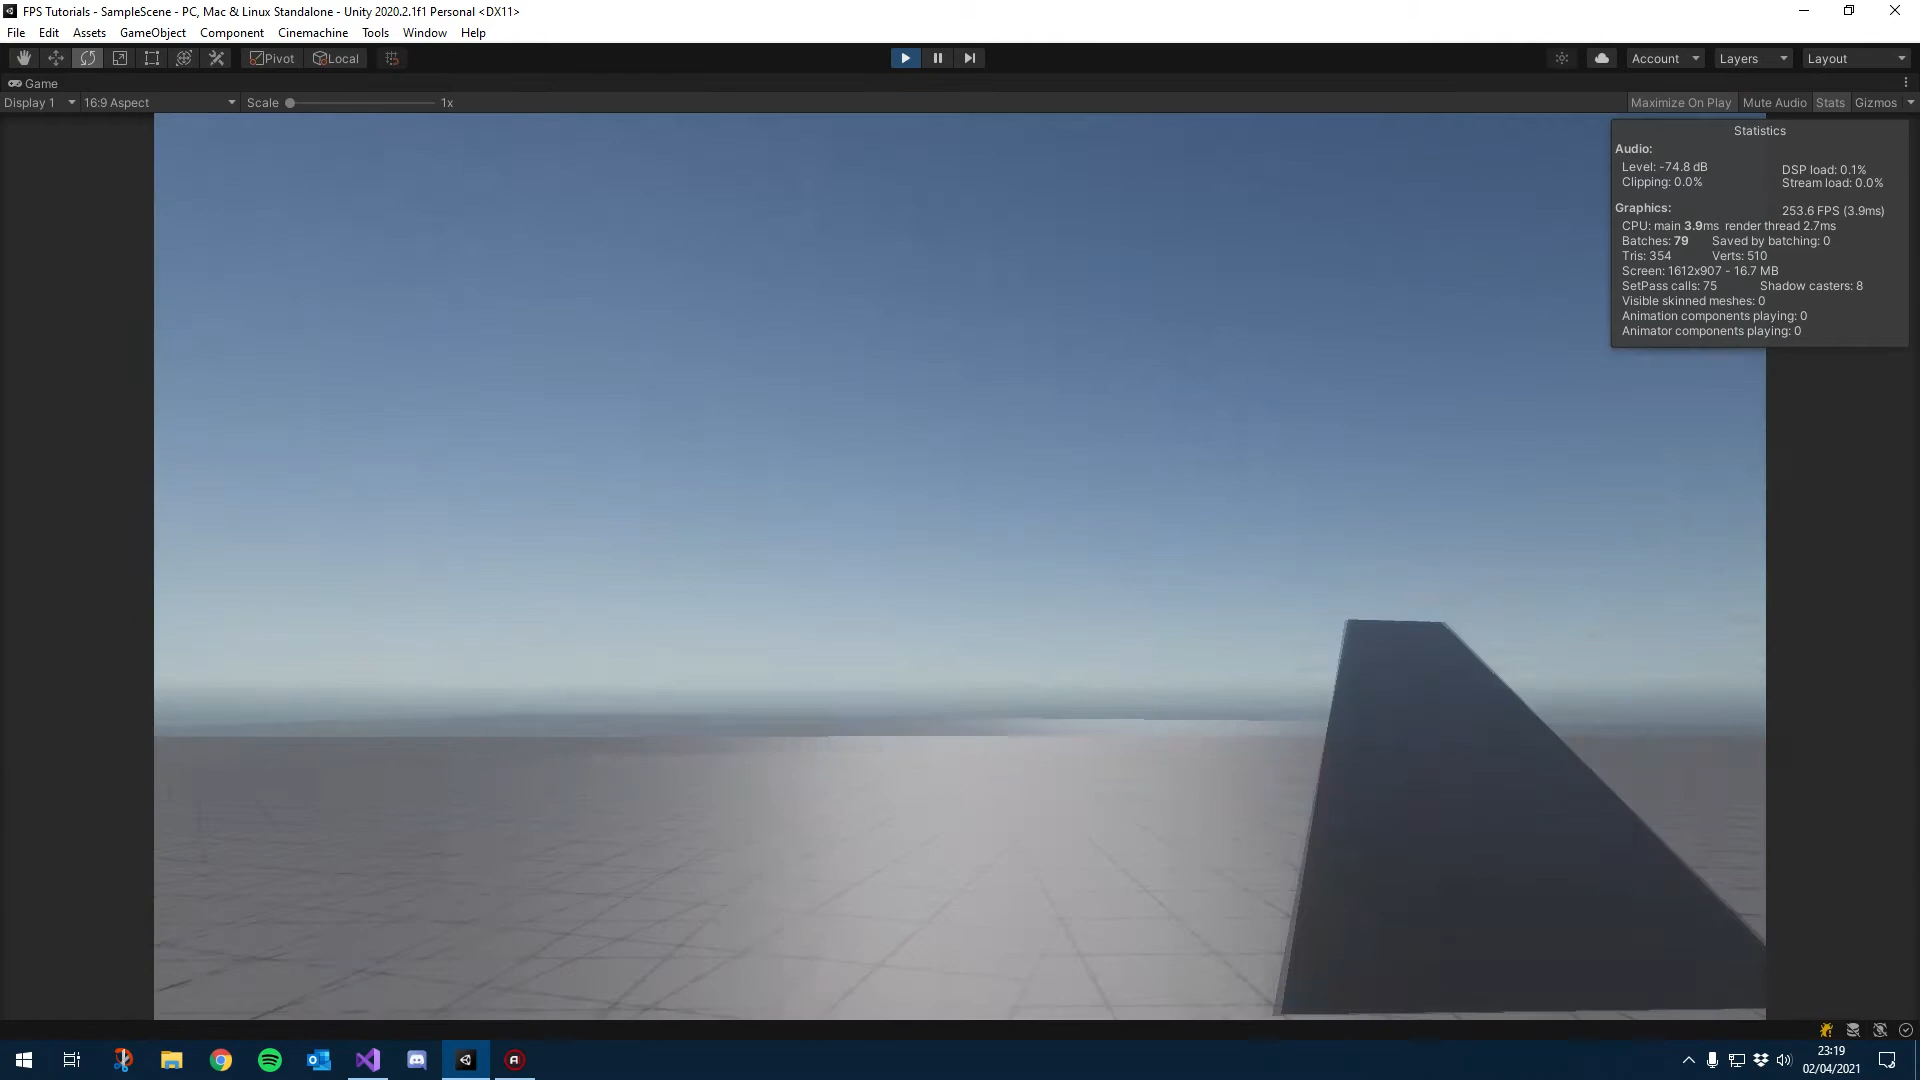 FPS Tutorials - SampleScene - PC, Mac & Linux Standalone - Unity 2020.2.1f1 Personal <DX11>
File Edit Assets GameObject Component Cinemachine Tools Window Help
Pivot Local Account Layers Layout
Game
Display 1 16:9 Aspect Scale 1x Maximize On Play Mute Audio Stats Gizmos
Statistics
Audio:
Level: -74.8 dB DSP load: 0.1%
Clipping: 0.0% Stream load: 0.0%
Graphics: 253.6 FPS (3.9ms)
CPU: main 3.9ms render thread 2.7ms
Batches: 79 Saved by batching: 0
Tris: 354 Verts: 510
Screen: 1612x907 - 16.7 MB
SetPass calls: 75 Shadow casters: 8
Visible skinned meshes: 0
Animation components playing: 0
Animator components playing: 0
23:19
02/04/2021